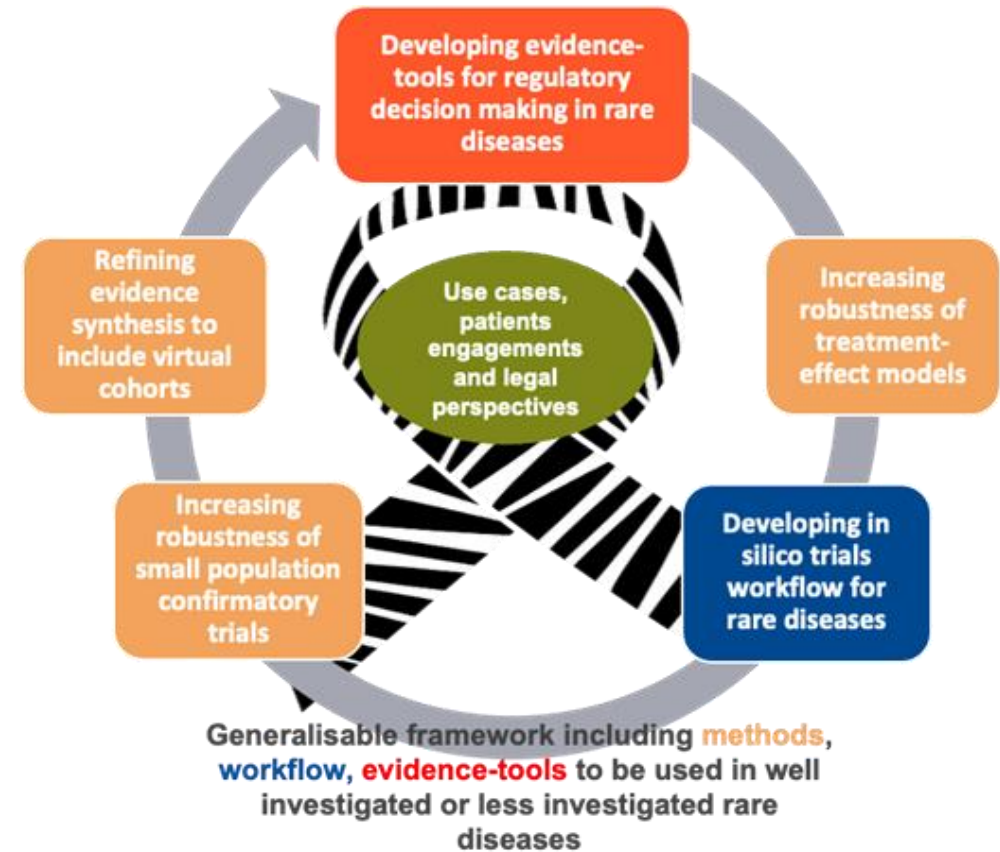 Developing evidence-
tools for regulatory
decision making in rare
diseases
Refining
evidence
synthesis to
include virtual
cohorts
Use cases,
patients
engagements
and legal
perspectives
Increasing
robustness of
treatment-
effect models
Increasing
robustness of
small population
confirmatory
trials
Developing in
silico trials
workflow for
rare diseases
Generalisable framework including methods,
workflow, evidence-tools to be used in well
investigated or less investigated rare
diseases